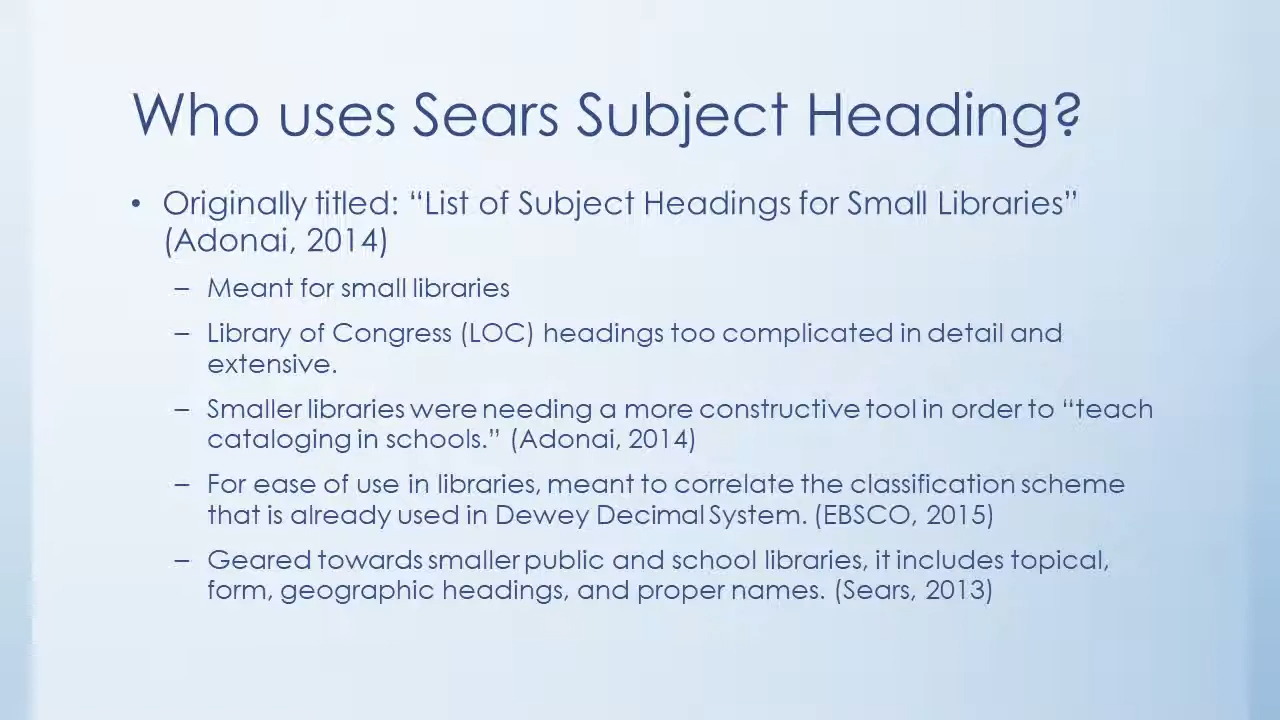 Who uses Sears Subject Heading?
• Originally titled: “List of Subject Headings for Small Libraries”
(Adonai, 2014)
– Meant for small libraries
– Library of Congress (LOC) headings too complicated in detail and
extensive.
– Smaller libraries were needing a more constructive tool in order to “teach
cataloging in schools.” (Adonai, 2014)
– For ease of use in libraries, meant to correlate the classification scheme
that is already used in Dewey Decimal System. (EBSCO, 2015)
– Geared towards smaller public and school libraries, it includes topical,
form, geographic headings, and proper names. (Sears, 2013)